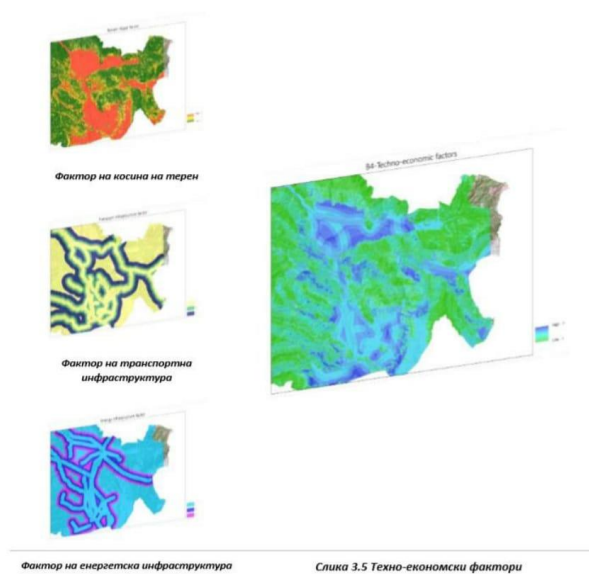 Фактор на косина на терен
Фактор на транспортна
инфраструктура
Фактор на енергетска инфраструктура
B4-Techno-economic factors
Слика 3.5 Техно-економски фактори